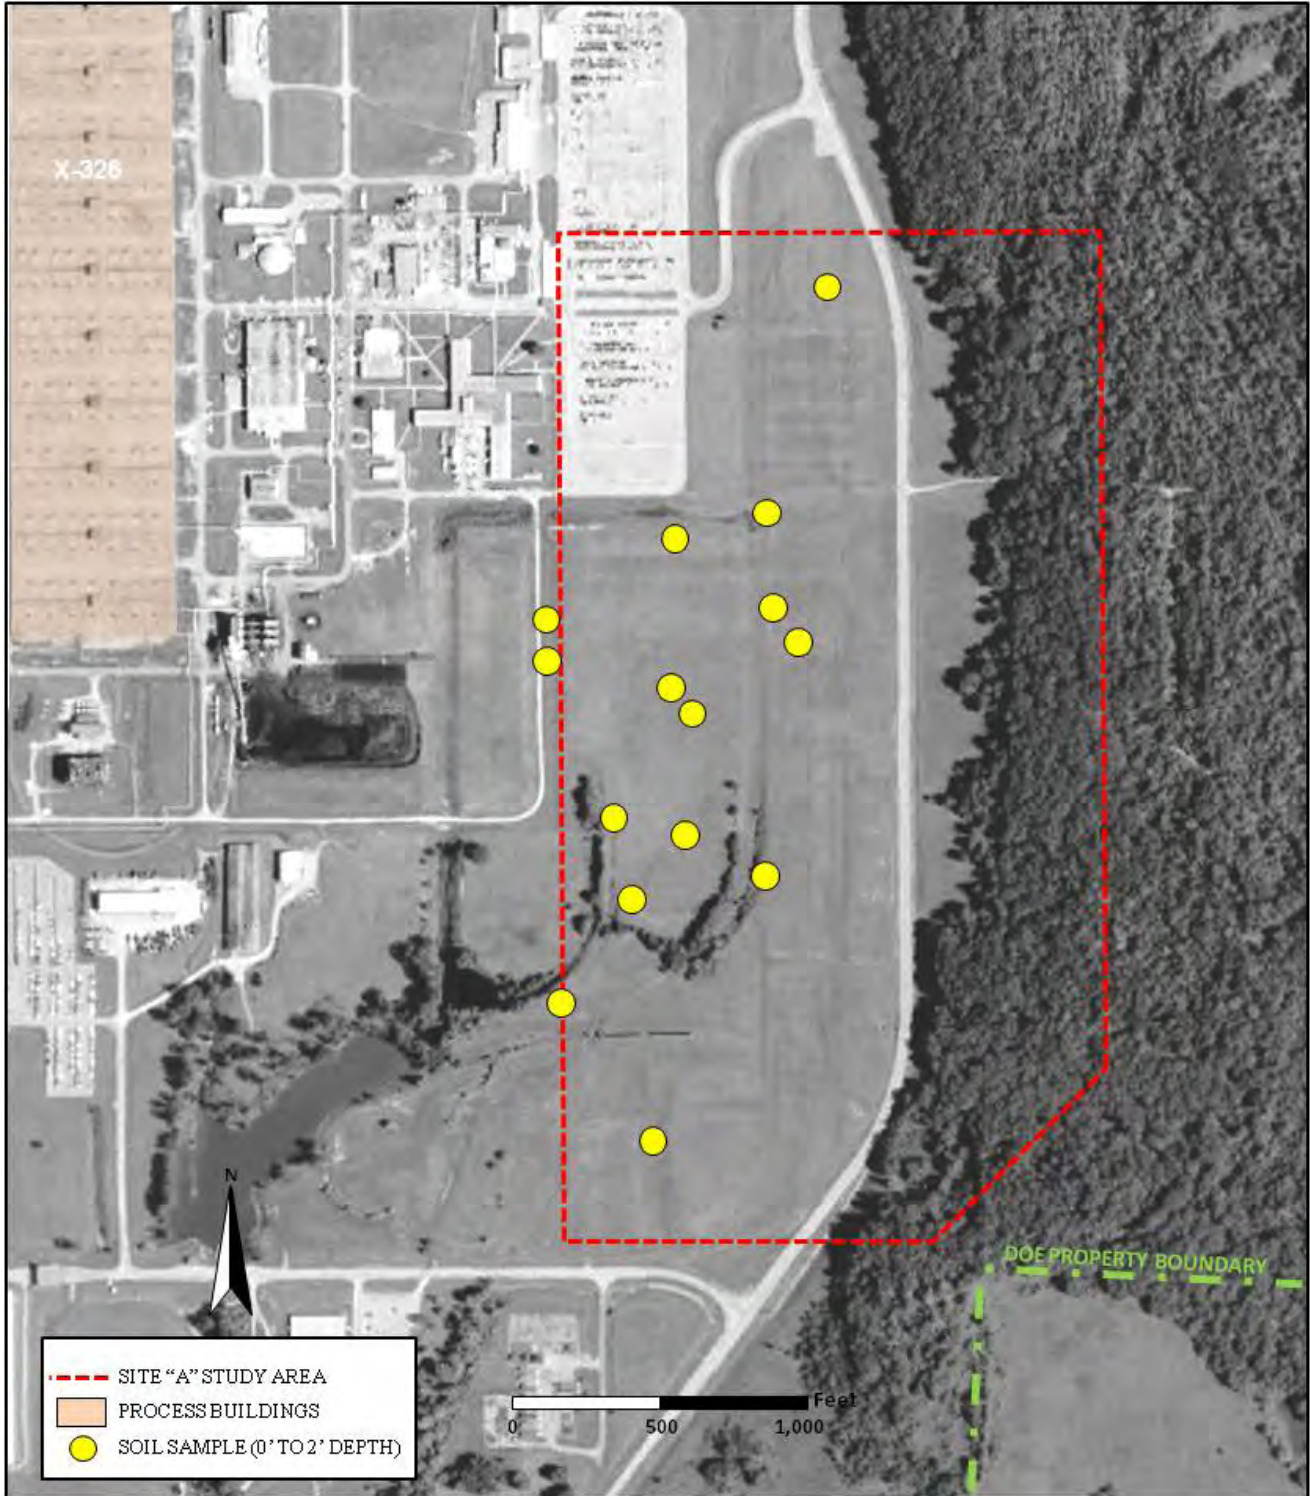 X-326
N
DOE PROPERTY BOUNDARY
SITE “A” STUDY AREA
PROCESS BUILDINGS
SOIL SAMPLE (0’ TO 2’ DEPTH)
Feet
0 500 1,000